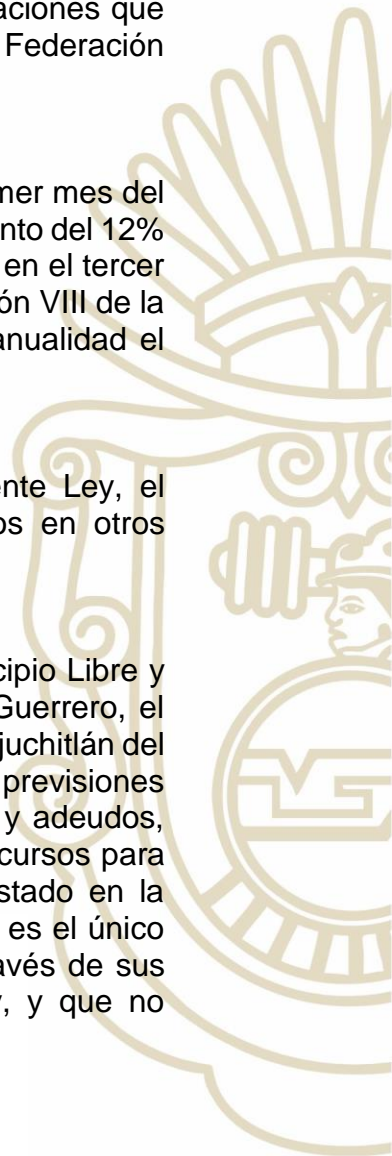 aciones que
Federación
mer mes del
nto del 12%
en el tercer
ón VIII de la
anualidad el
nte Ley, el
os en otros
cipio Libre y
Guerrero, el
juchitlán del
previsiones
y adeudos,
cursos para
stado en la
es el único
avés de sus
y, y que no